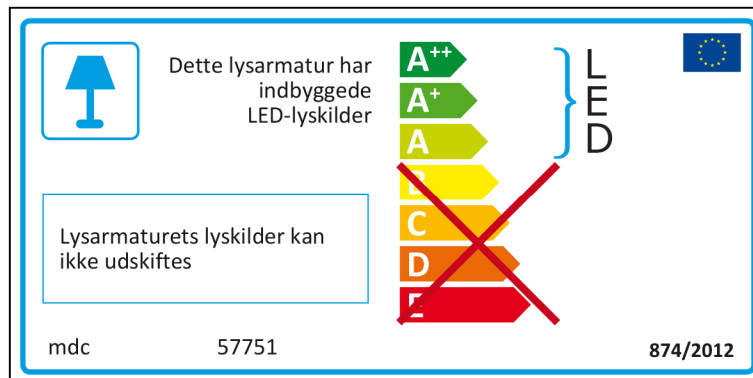 Dette lysarmatur har
indbyggede
LED-lyskilder
A++
A+
A
B
C
D
E
L
E
D
Lysarmaturets lyskilder kan
ikke udskiftes
mdc 57751
874/2012